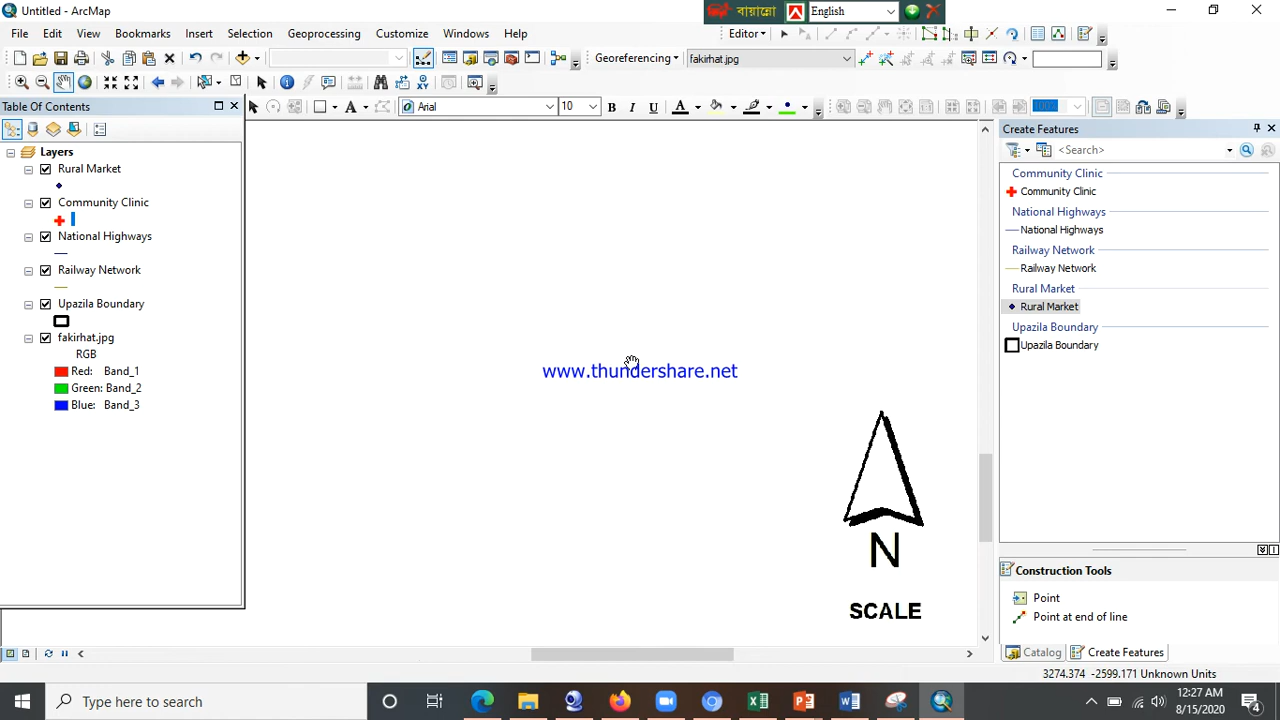 Untitled - ArcMap
বায়ান্নো
English
File Edit View Bookmarks Insert Selection Geoprocessing Customize Windows Help
Editor
Georeferencing
fakirhat.jpg
Arial
10
Table Of Contents
Layers
Rural Market
Community Clinic
National Highways
Railway Network
Upazila Boundary
fakirhat.jpg
RGB
Red: Band_1
Green: Band_2
Blue: Band_3
www.thundershare.net
N
SCALE
Create Features
<Search>
Community Clinic
Community Clinic
National Highways
National Highways
Railway Network
Railway Network
Rural Market
Rural Market
Upazila Boundary
Upazila Boundary
Construction Tools
Point
Point at end of line
Catalog
Create Features
3274.374 -2599.171 Unknown Units
Type here to search
12:27 AM
8/15/2020
4